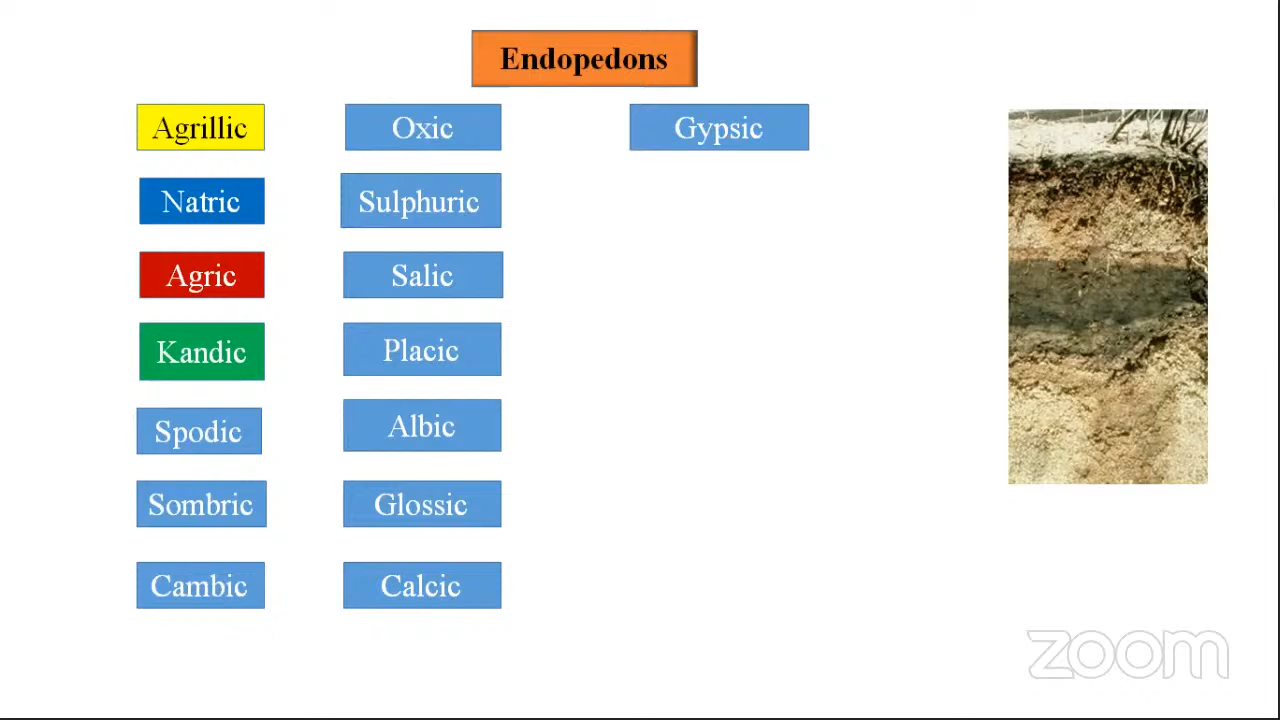 Endopedons
Agrillic
Oxic
Gypsic
Natric
Sulphuric
Agric
Salic
Kandic
Placic
Spodic
Albic
Sombric
Glossic
Cambic
Calcic
zoom